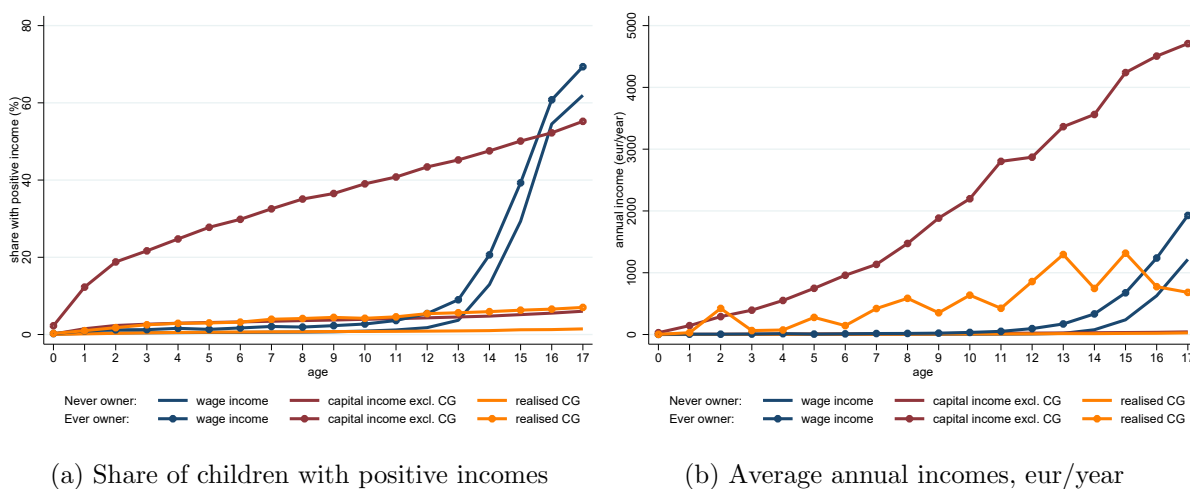 80
60
40
20
0
share with positive income (%)
0 1 2 3 4 5 6 7 8 9 10 11 12 13 14 15 16 17
age
Never owner: wage income capital income excl. CG realised CG
Ever owner: wage income capital income excl. CG realised CG
(a) Share of children with positive incomes
5000
4000
3000
2000
1000
0
annual income (eur/year)
0 1 2 3 4 5 6 7 8 9 10 11 12 13 14 15 16 17
age
Never owner: wage income capital income excl. CG realised CG
Ever owner: wage income capital income excl. CG realised CG
(b) Average annual incomes, eur/year